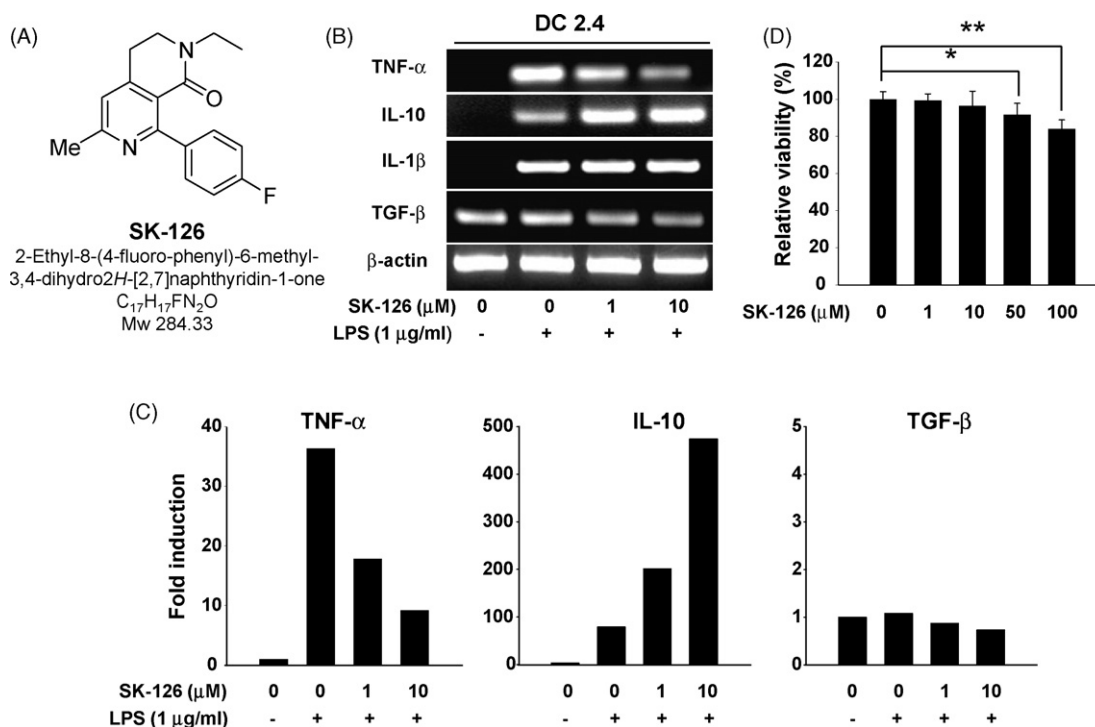 (A)
N
O
Me
N
F
SK-126
2-Ethyl-8-(4-fluoro-phenyl)-6-methyl-
3,4-dihydro2H-[2,7]naphthyridin-1-one
C₁₇H₁₇FN₂O
Mw 284.33
(B)
DC 2.4
TNF-α
IL-10
IL-1β
TGF-β
β-actin
SK-126 (μM) 0 0 1 10
LPS (1 μg/ml) - + + +
(D)
Relative viability (%)
120
100
80
60
40
20
0
**
*
SK-126 (μM) 0 1 10 50 100
(C)
TNF-α
Fold induction
40
30
20
10
0
SK-126 (μM) 0 0 1 10
LPS (1 μg/ml) - + + +
IL-10
500
400
300
200
100
0
0 0 1 10
- + + +
TGF-β
5
4
3
2
1
0
0 0 1 10
- + + +